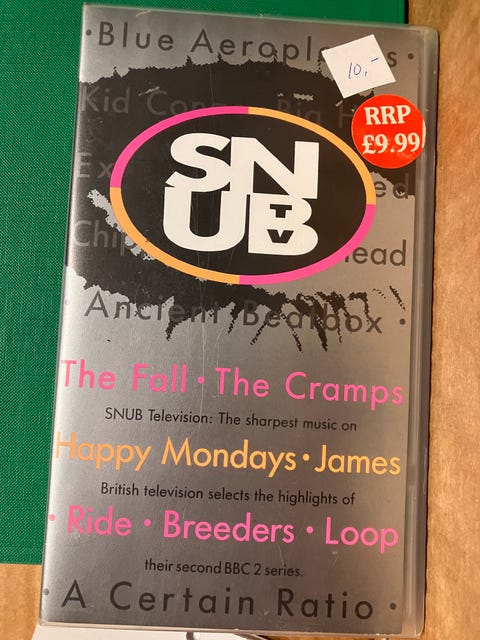 · Blue Aeroplanes ·
10,-
RRP
£9.99
Kid
Big
SNUB
TV
Ancient Beatbox ·
The Fall · The Cramps
SNUB Television: The sharpest music on
Happy Mondays · James
British television selects the highlights of
· Ride · Breeders · Loop
their second BBC 2 series.
· A Certain Ratio ·